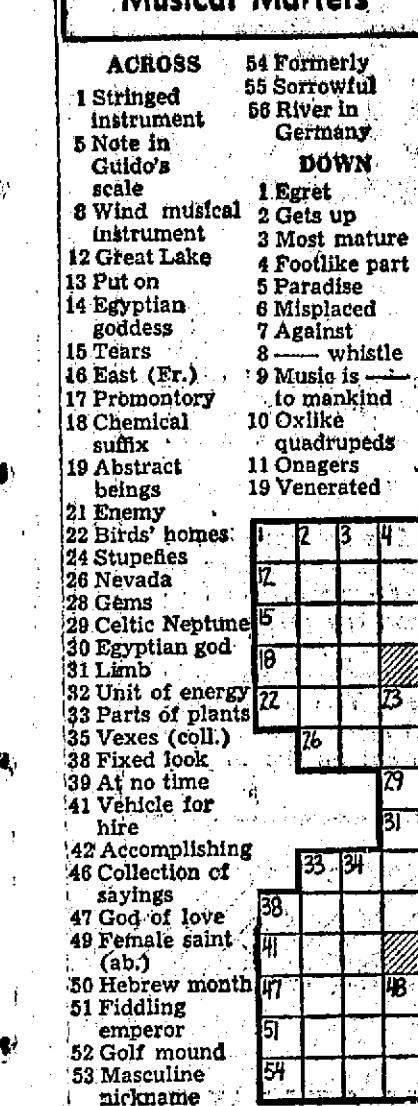 Musical Matters
ACROSS
1 Stringed
instrument
5 Note in
Guido's
scale
8 Wind musical
instrument
12 Great Lake
13 Put on
14 Egyptian
goddess
15 Tears
16 East (Fr.)
17 Promontory
18 Chemical
suffix
19 Abstract
beings
21 Enemy
22 Birds' homes
24 Stupefies
26 Nevada
28 Gems
29 Celtic Neptune
30 Egyptian god
31 Limb
32 Unit of energy
33 Parts of plants
35 Vexes (coll.)
38 Fixed look
39 At no time
41 Vehicle for
hire
42 Accomplishing
46 Collection of
sayings
47 God of love
49 Female saint
(ab.)
50 Hebrew month
51 Fiddling
emperor
52 Golf mound
53 Masculine
nickname
54 Formerly
55 Sorrowful
56 River in
Germany
DOWN
1 Egret
2 Gets up
3 Most mature
4 Footlike part
5 Paradise
6 Misplaced
7 Against
8 —— whistle
9 Music is ——
to mankind
10 Oxlike
quadrupeds
11 Onagers
19 Venerated
1 2 3 4
12
15
18
22 23
26
29
31
33 34
38
41
47 48
51
54